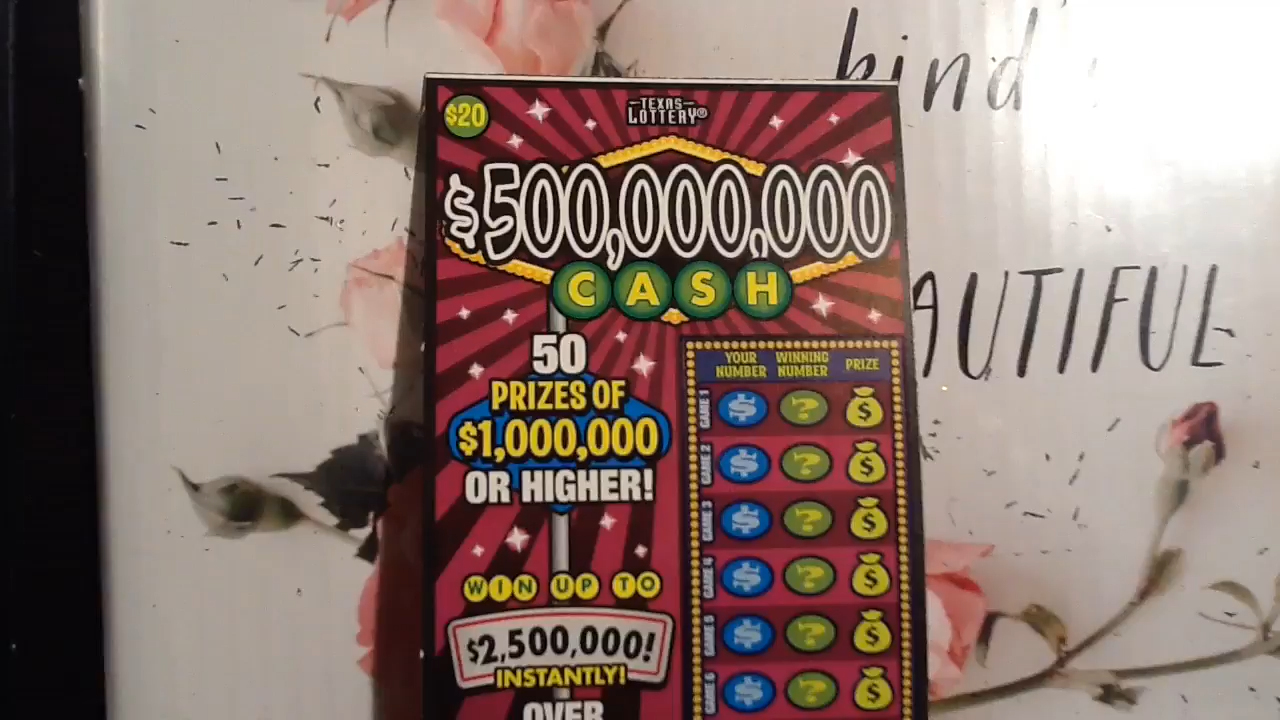 kind
AUTIFUL
$20
TEXAS
LOTTERY®
$500,000,000
CASH
50
PRIZES OF
$1,000,000
OR HIGHER!
WIN UP TO
$2,500,000!
INSTANTLY!
OVER
YOUR NUMBER WINNING NUMBER PRIZE
GAME 1 $ ? $
GAME 2 $ ? $
GAME 3 $ ? $
GAME 4 $ ? $
GAME 5 $ ? $
GAME 6 $ ? $